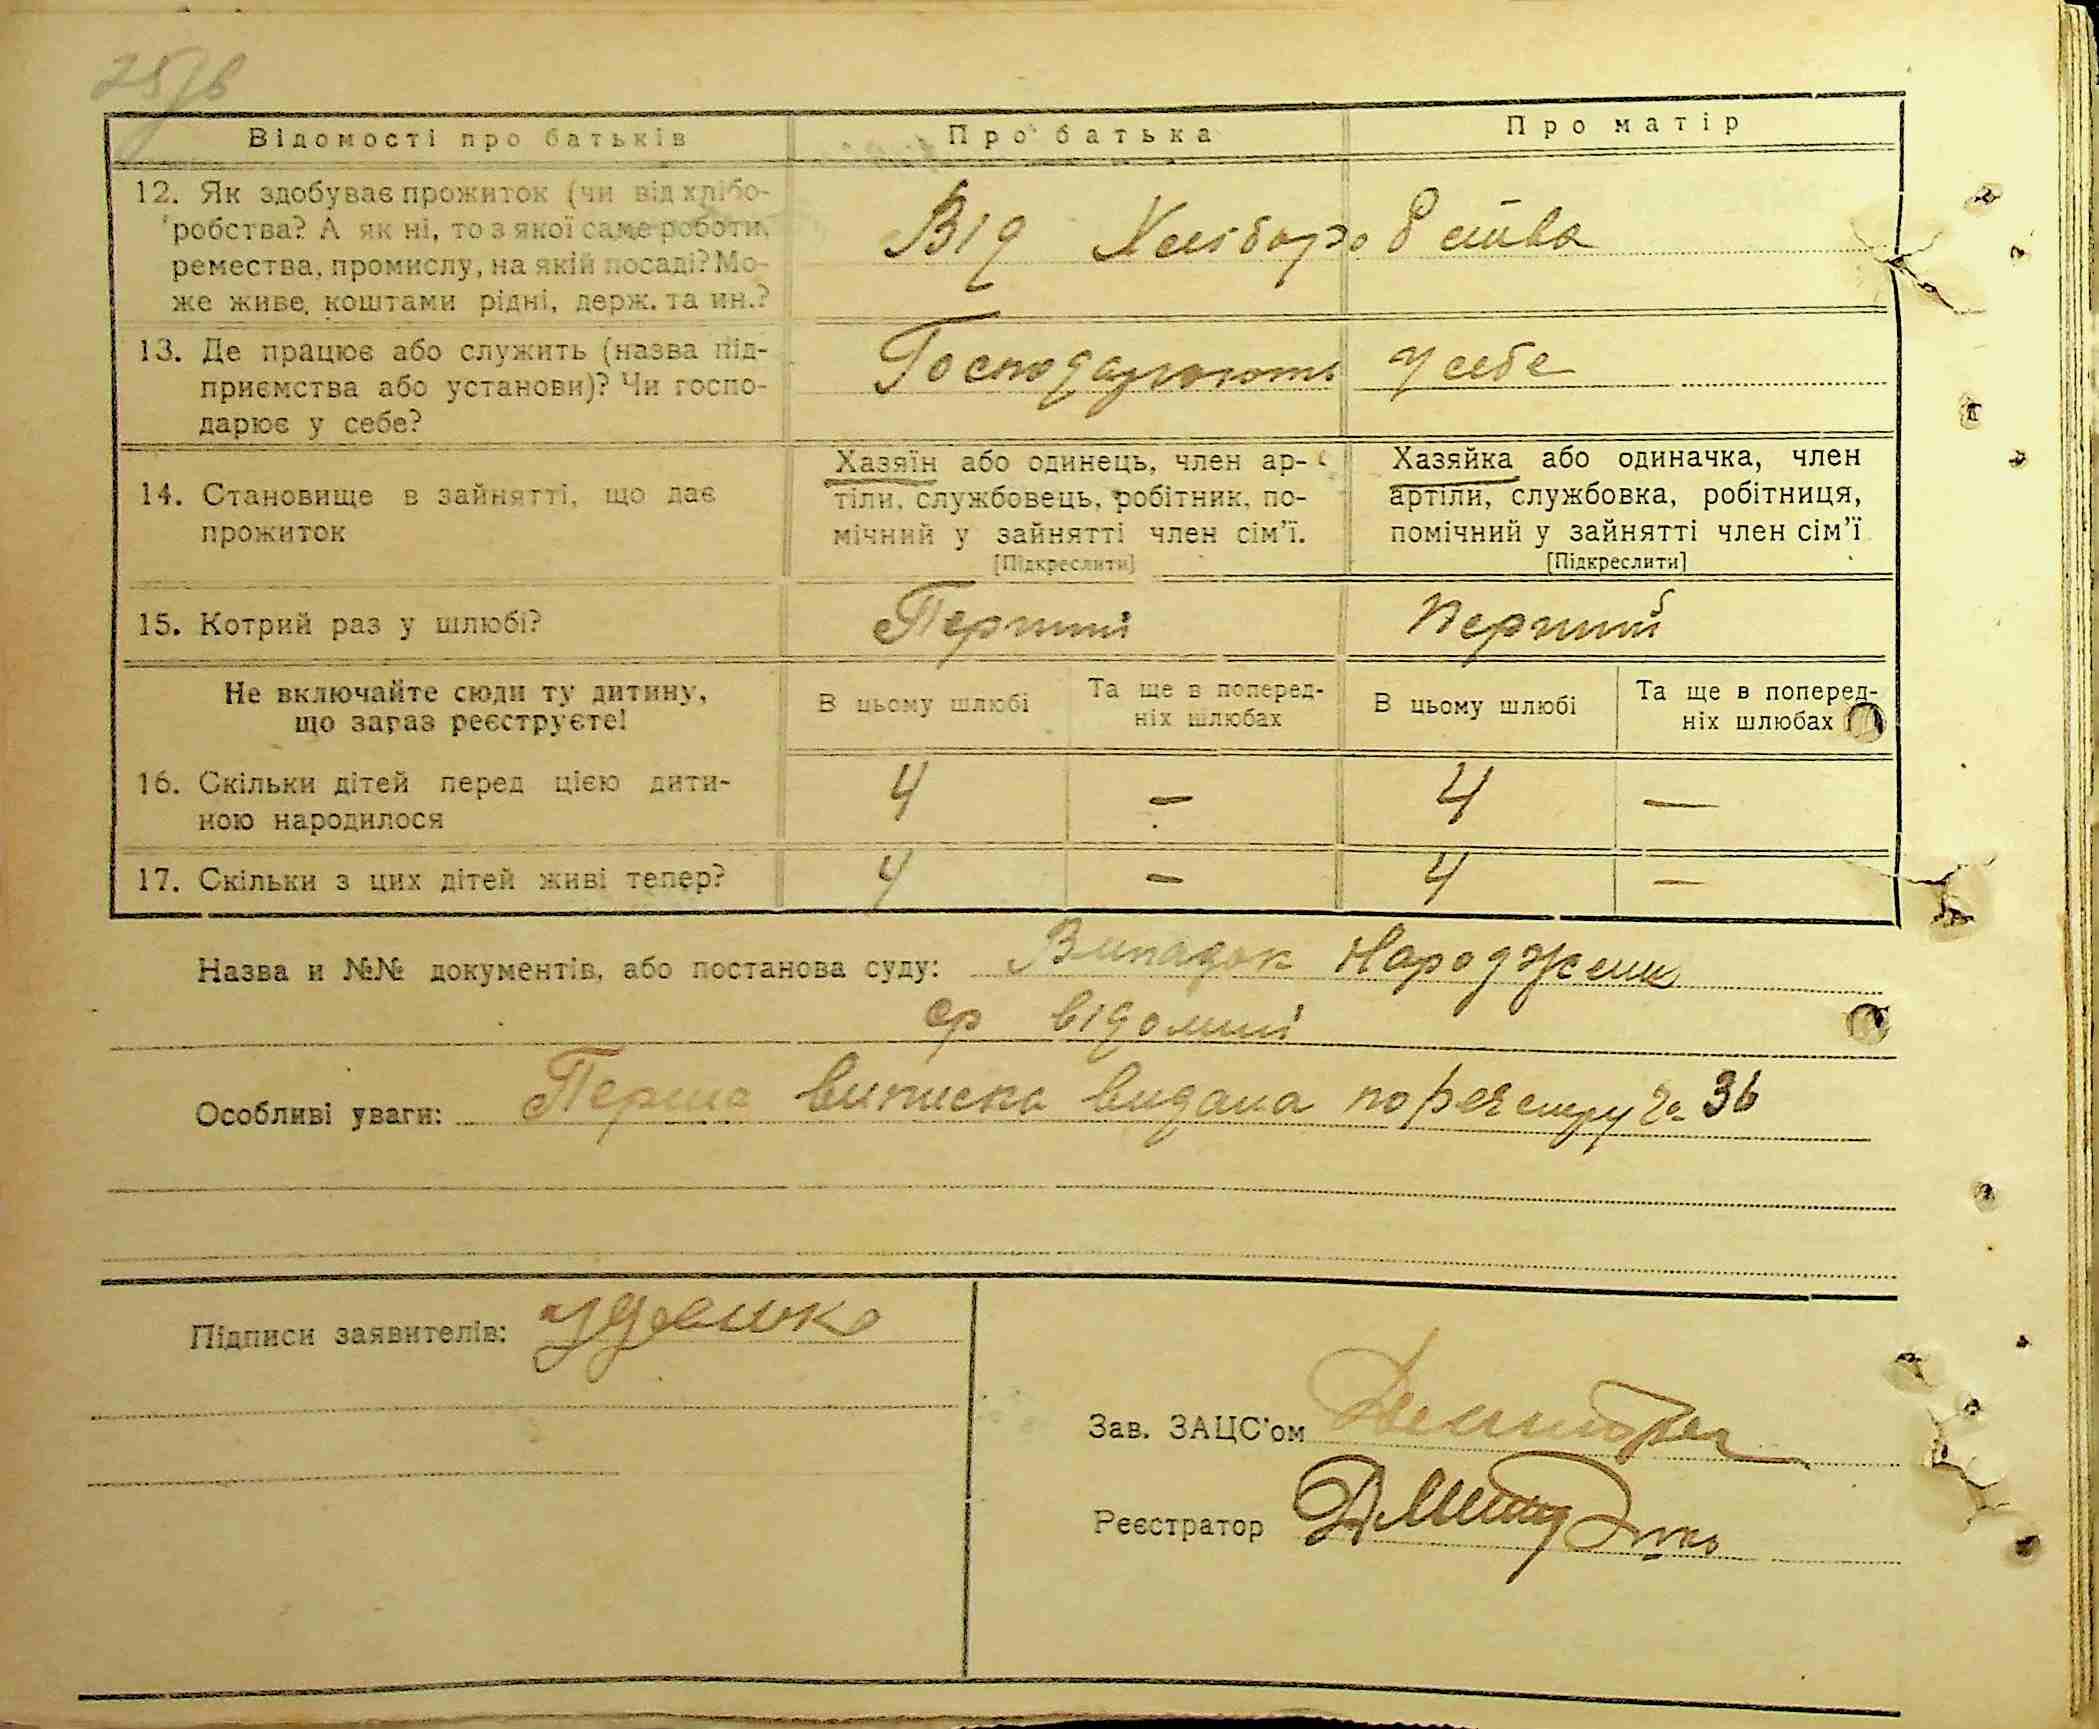 Відомості про батьків Про батька Про матір
12. Як здобуває прожиток (чи від хлібо-
робства? А як ні, то з якої саме роботи,
ремества, промислу, на якій посаді? Мо-
же живе, коштами рідні, держ. та ин.?
Від Хлібороб ства
13. Де працює або служить (назва під-
приємства або установи)? Чи госпо-
дарює у себе?
Господарюють у себе
14. Становище в зайнятті, що дає
прожиток
Хазяїн або одинець, член ар-
тіли, службовець, робітник, по-
мічний у зайнятті член сім’ї.
[Підкреслити]
Хазяйка або одиначка, член
артіли, службовка, робітниця,
помічний у зайнятті член сім’ї
[Підкреслити]
15. Котрий раз у шлюбі? Перший Перший
Не включайте сюди ту дитину,
що зараз реєструєте!
В цьому шлюбі
Та ще в поперед-
ніх шлюбах
В цьому шлюбі
Та ще в поперед-
ніх шлюбах
16. Скільки дітей перед цією дити-
ною народилося
4 – 4 —
17. Скільки з цих дітей живі тепер? 4 – 4 –
Назва и №№ документів, або постанова суду: Випадок Народження
ср відомий
Особливі уваги: Перша виписка видана по реєстру 36
Підписи заявителів:
Зав. ЗАЦС’ом
Реєстратор